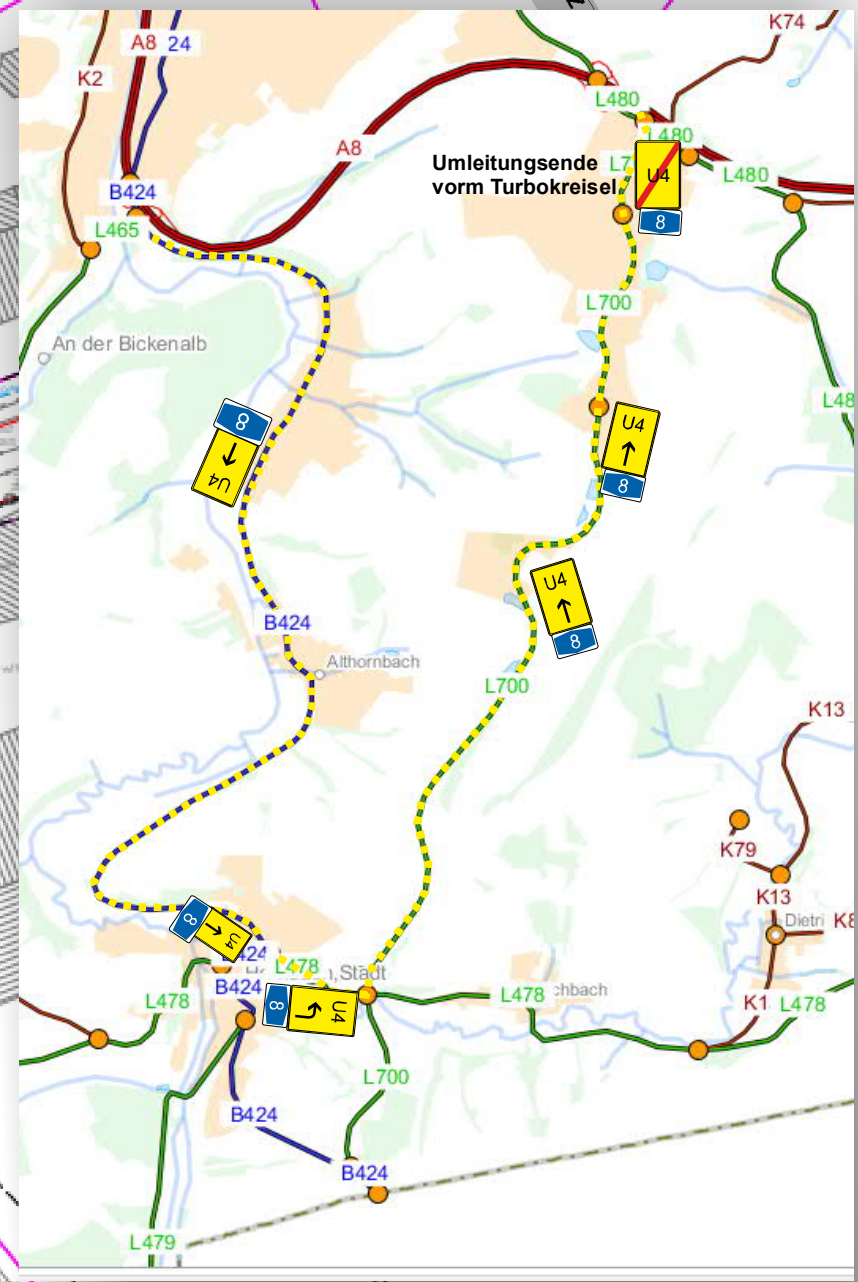 K74
A8
24
K2
L480
A8
L480
Umleitungsende
vorm Turbokreisel
L7
U4
L480
B424
8
L465
L700
An der Bickenalb
L48
8
U4
U4
8
U4
8
B424
Althornbach
L700
K13
K79
K13
8
U4
Dietri
K8
424
L478
,Stadt
B424
L478
8
U4
L478
chbach
K1
L478
L700
B424
B424
L479